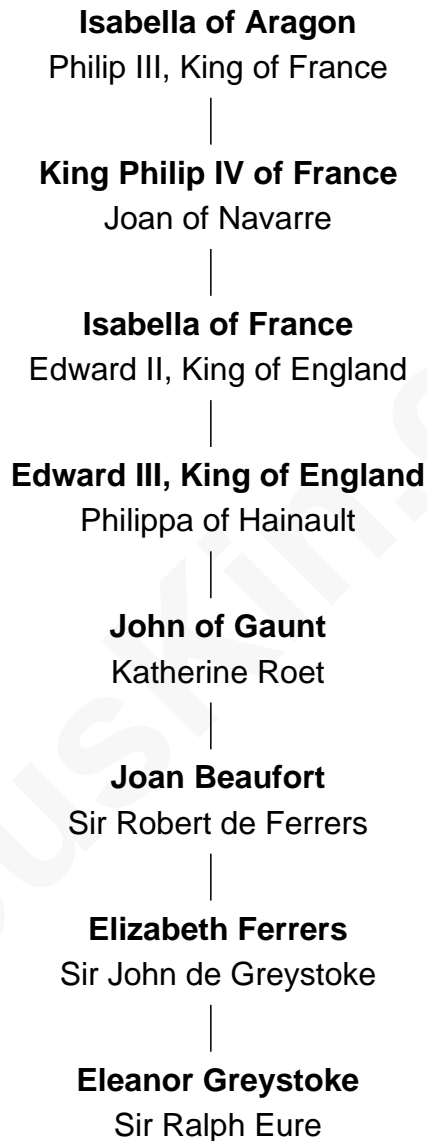 Isabella of Aragon
Philip III, King of France
King Philip IV of France
Joan of Navarre
Isabella of France
Edward II, King of England
Edward III, King of England
Philippa of Hainault
John of Gaunt
Katherine Roet
Joan Beaufort
Sir Robert de Ferrers
Elizabeth Ferrers
Sir John de Greystoke
Eleanor Greystoke
Sir Ralph Eure